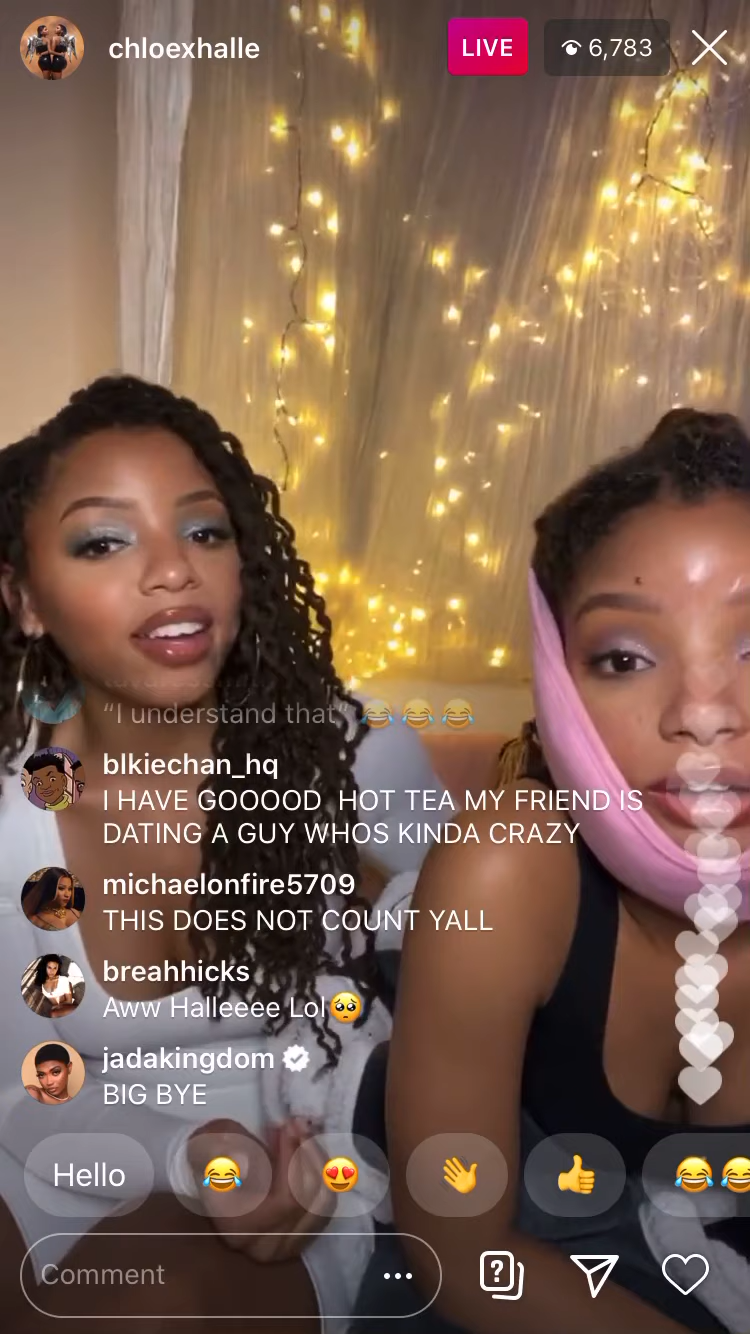 chloexhalle
LIVE
6,783
“I understand that” 😂😂😂
blkiechan_hq
I HAVE GOOOOD HOT TEA MY FRIEND IS
DATING A GUY WHOS KINDA CRAZY
michaelonfire5709
THIS DOES NOT COUNT YALL
breahhicks
Aww Halleeee Lol🥺
jadakingdom
BIG BYE
Hello 😂 😍 👋 👍 😂😂
Comment